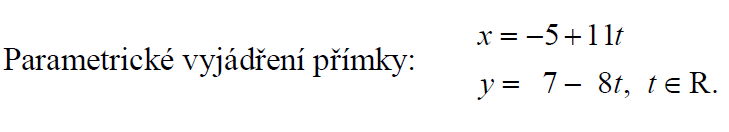 Parametrické vyjádření přímky:
x = −5 + 11t
y = 7 − 8t, t ∈ R.